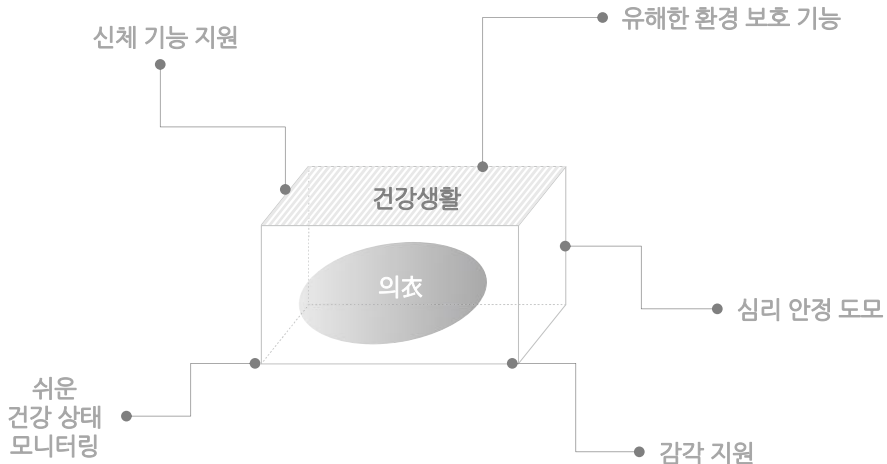 유해한 환경 보호 기능
신체 기능 지원
건강생활
의衣
심리 안정 도모
쉬운
건강 상태
모니터링
감각 지원